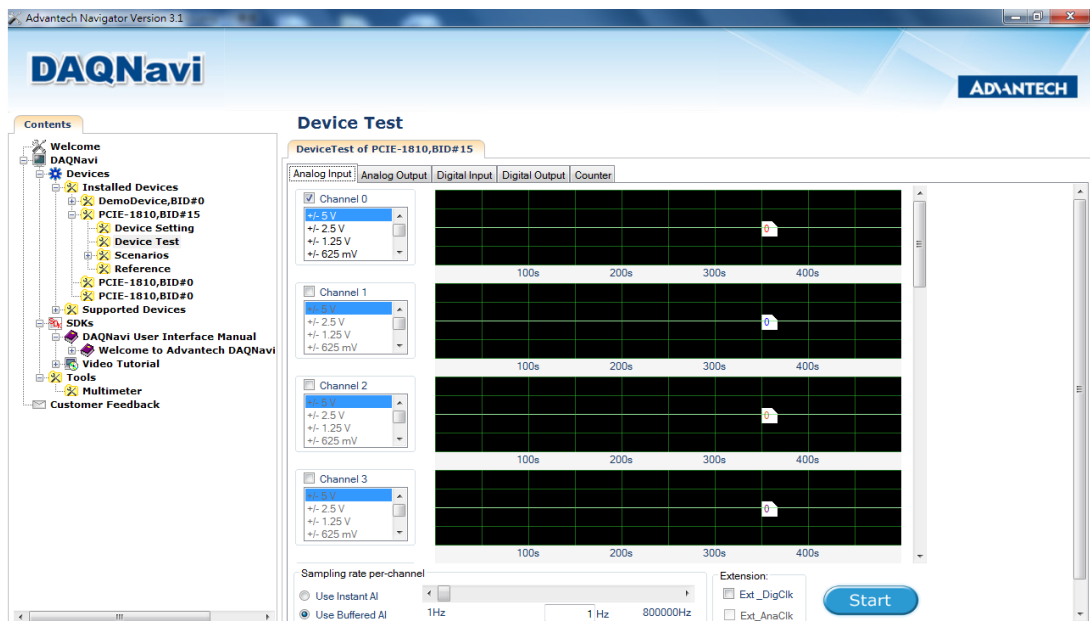 Advantech Navigator Version 3.1
DAQNavi
ADVANTECH
Contents
Welcome
DAQNavi
Devices
Installed Devices
DemoDevice,BID#0
PCIE-1810,BID#15
Device Setting
Device Test
Scenarios
Reference
PCIE-1810,BID#0
PCIE-1810,BID#0
Supported Devices
SDKs
DAQNavi User Interface Manual
Welcome to Advantech DAQNavi
Video Tutorial
Tools
Multimeter
Customer Feedback
Device Test
DeviceTest of PCIE-1810,BID#15
Analog Input Analog Output Digital Input Digital Output Counter
Channel 0
+/- 5 V
+/- 2.5 V
+/- 1.25 V
+/- 625 mV
0
100s 200s 300s 400s
Channel 1
+/- 5 V
+/- 2.5 V
+/- 1.25 V
+/- 625 mV
0
100s 200s 300s 400s
Channel 2
+/- 5 V
+/- 2.5 V
+/- 1.25 V
+/- 625 mV
0
100s 200s 300s 400s
Channel 3
+/- 5 V
+/- 2.5 V
+/- 1.25 V
+/- 625 mV
0
100s 200s 300s 400s
Sampling rate per-channel
Use Instant AI
Use Buffered AI
1Hz 1 Hz 800000Hz
Extension:
Ext _DigClk
Ext_AnaClk
Start